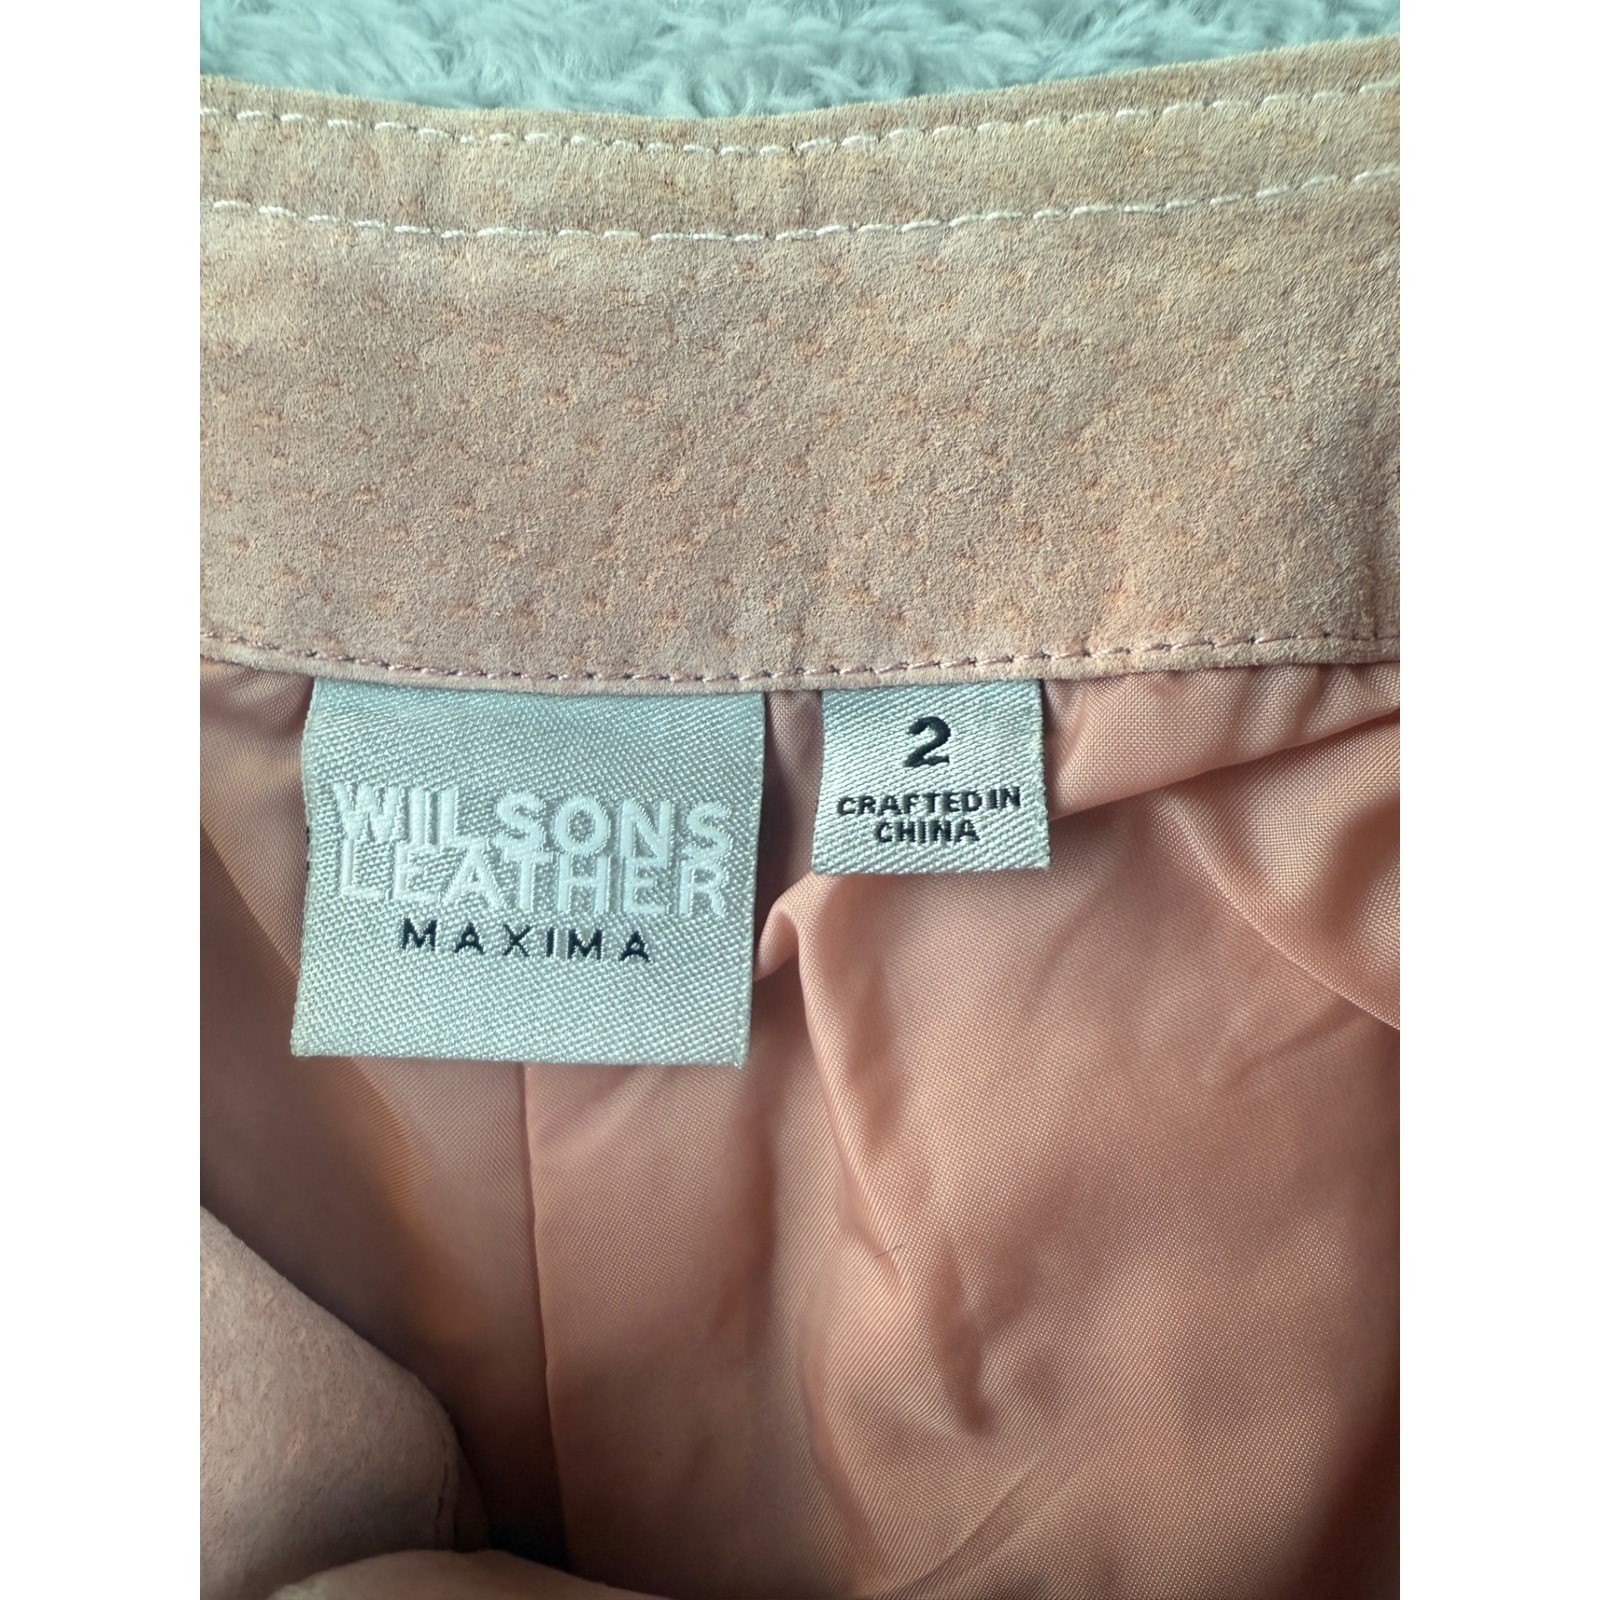 WILSONS
LEATHER
MAXIMA
2
CRAFTED IN
CHINA